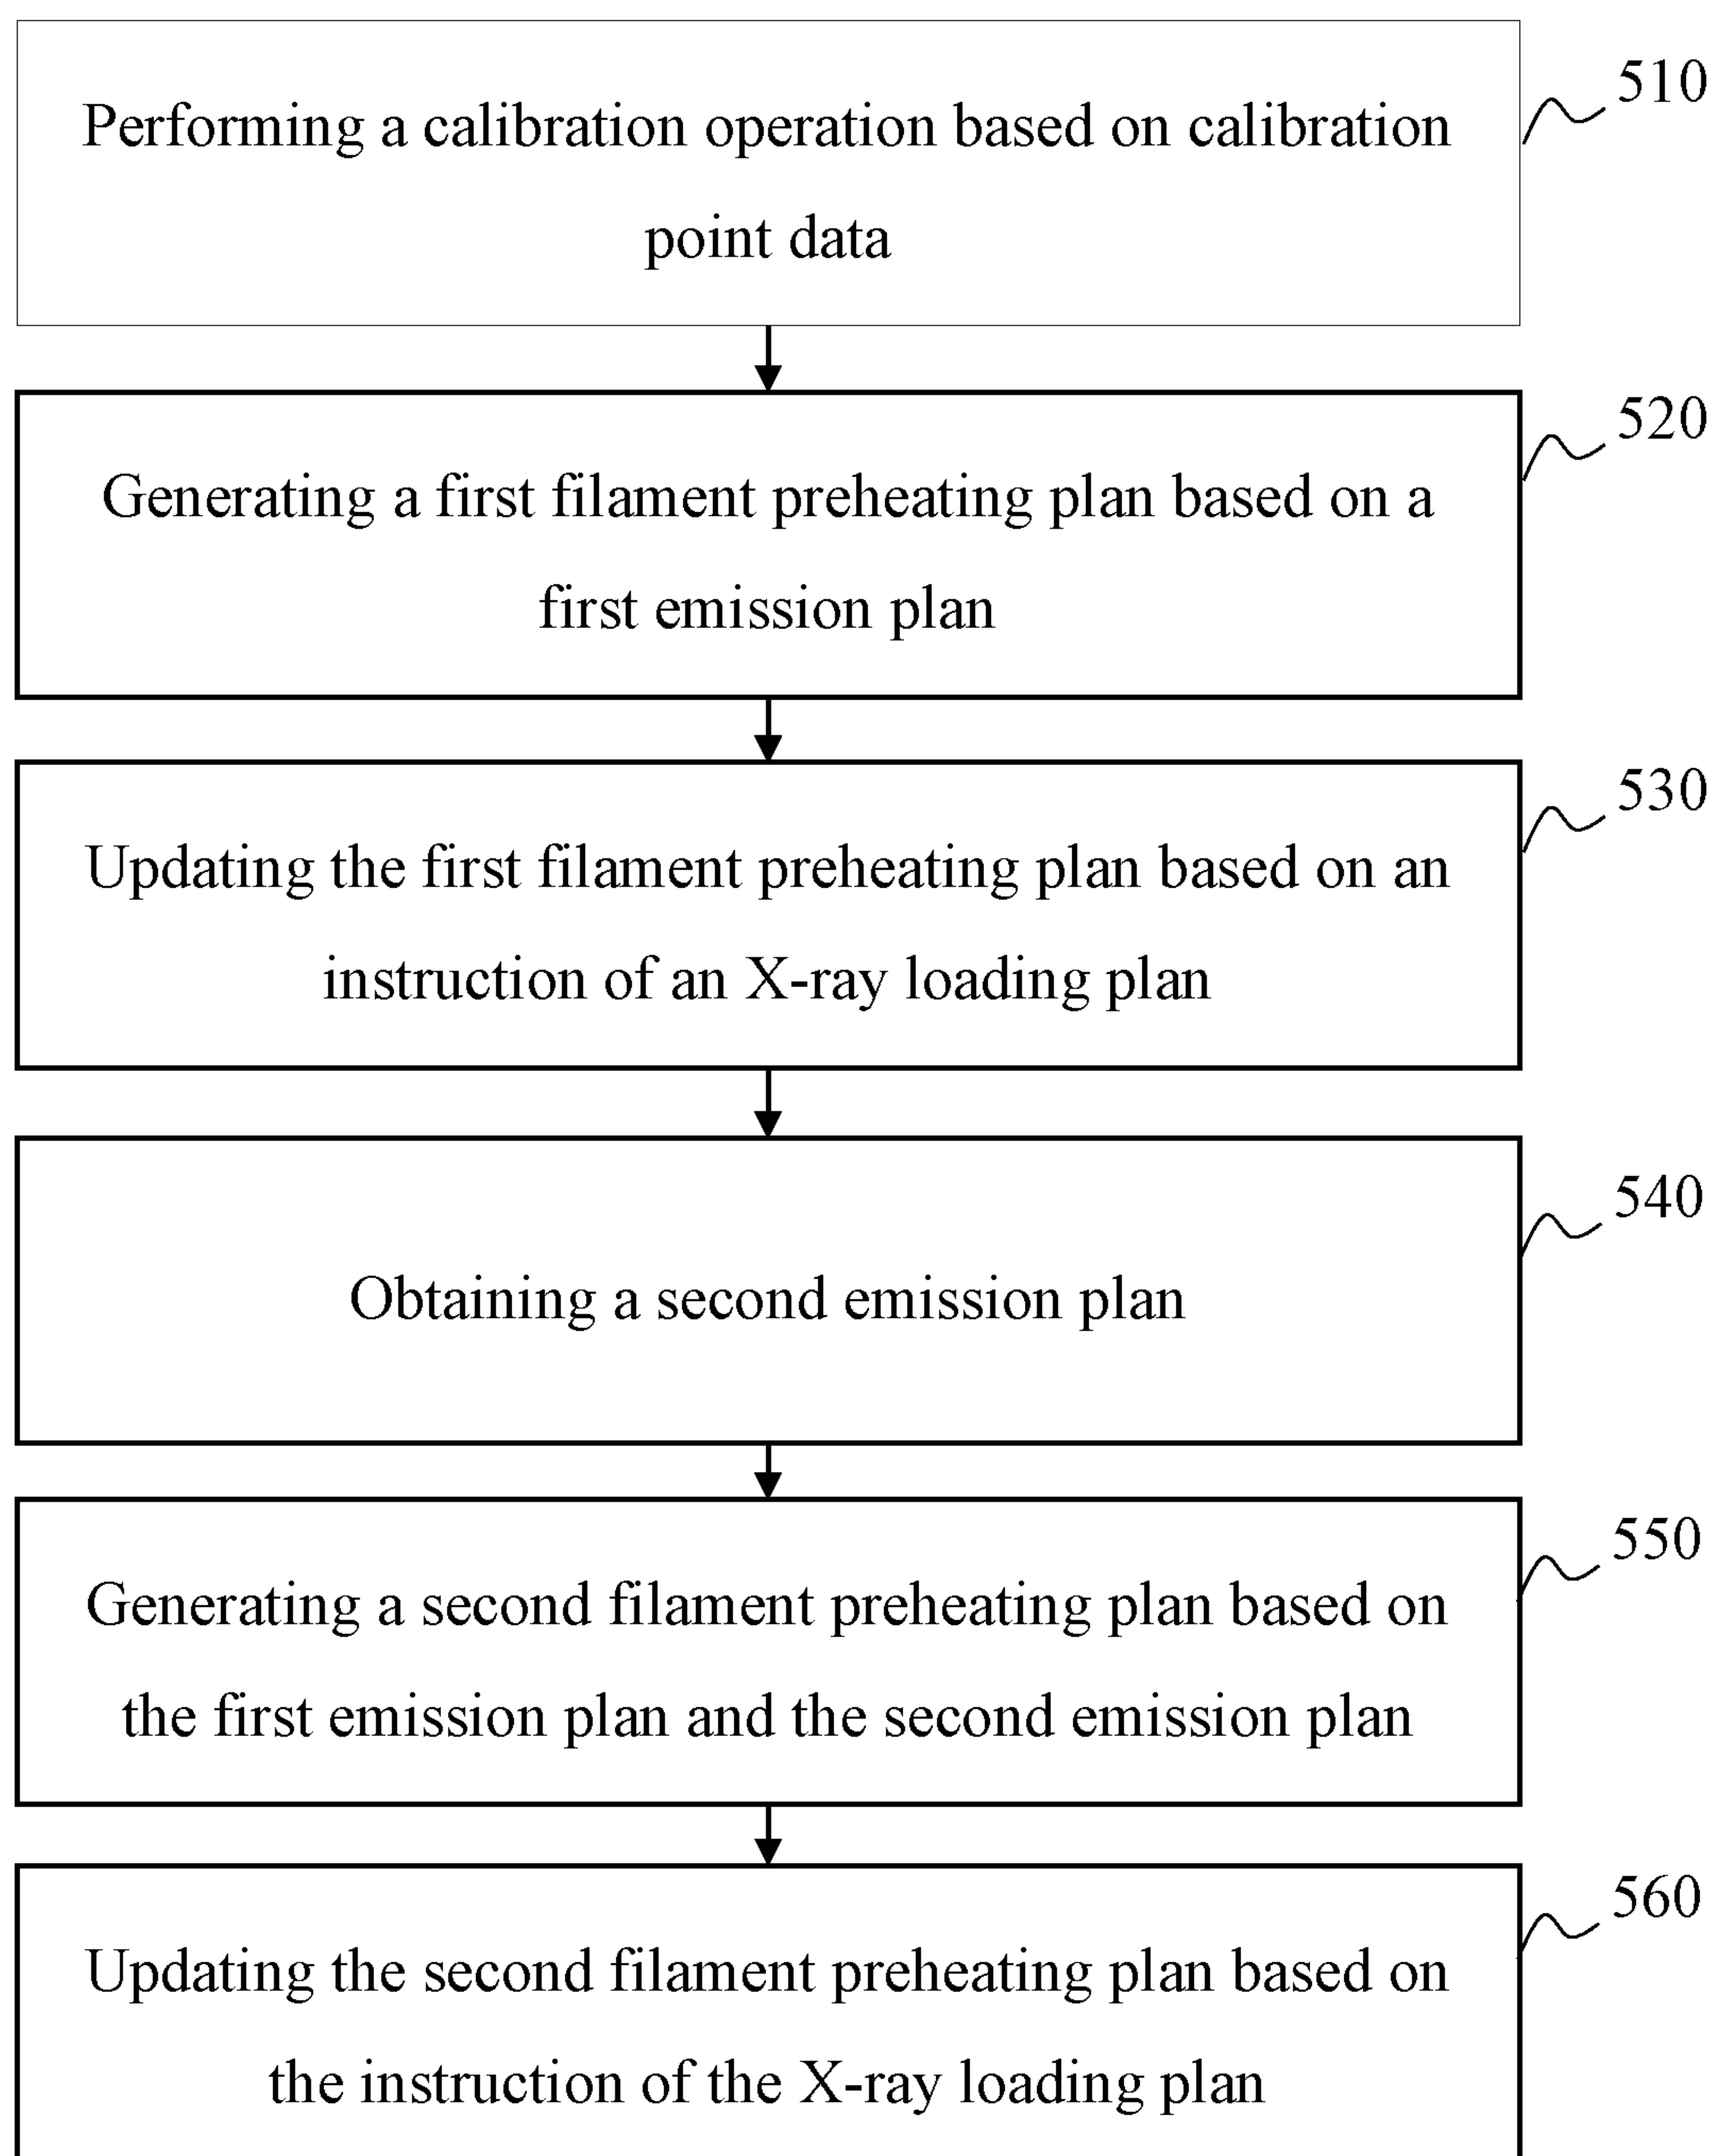 Performing a calibration operation based on calibration
point data
510
Generating a first filament preheating plan based on a
first emission plan
520
Updating the first filament preheating plan based on an
instruction of an X-ray loading plan
530
Obtaining a second emission plan
540
Generating a second filament preheating plan based on
the first emission plan and the second emission plan
550
Updating the second filament preheating plan based on
the instruction of the X-ray loading plan
560